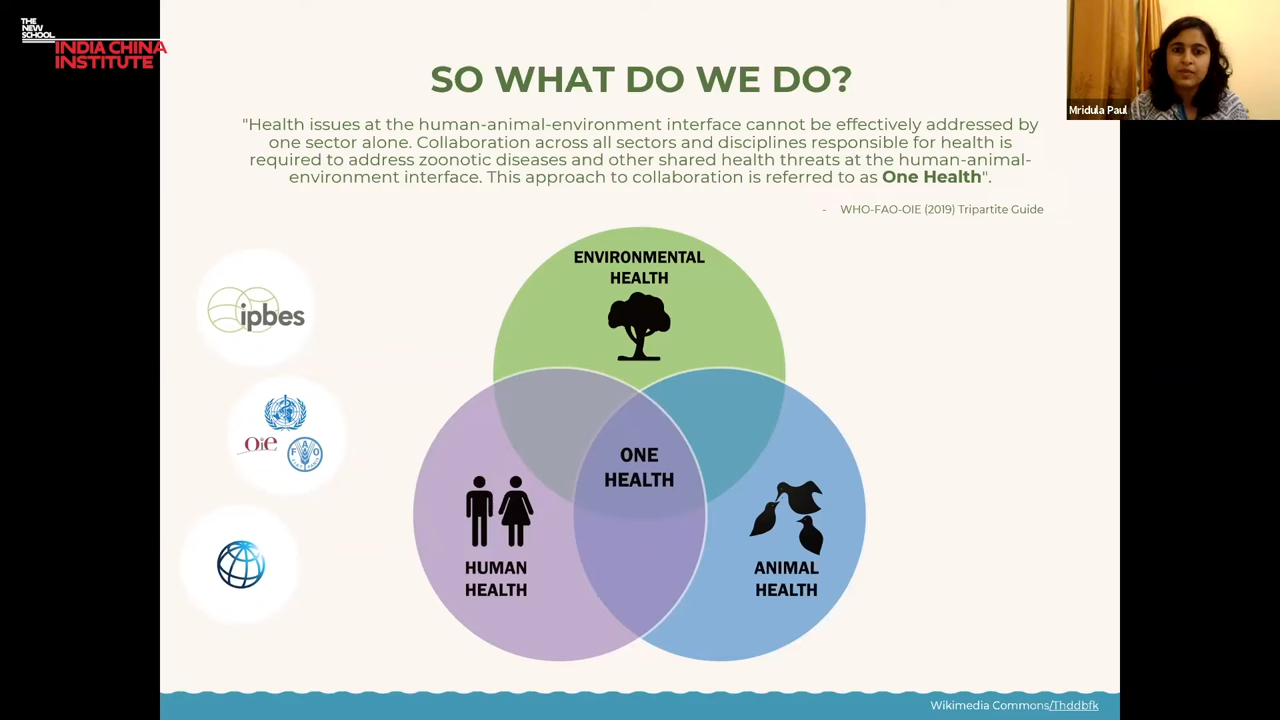 THE
NEW
SCHOOL
INDIA CHINA
INSTITUTE
Mridula Paul
SO WHAT DO WE DO?
"Health issues at the human-animal-environment interface cannot be effectively addressed by
one sector alone. Collaboration across all sectors and disciplines responsible for health is
required to address zoonotic diseases and other shared health threats at the human-animal-
environment interface. This approach to collaboration is referred to as One Health".
- WHO-FAO-OIE (2019) Tripartite Guide
ENVIRONMENTAL
HEALTH
ipbes
Oie
F A O
ONE
HEALTH
HUMAN
HEALTH
ANIMAL
HEALTH
Wikimedia Commons/Thddbfk